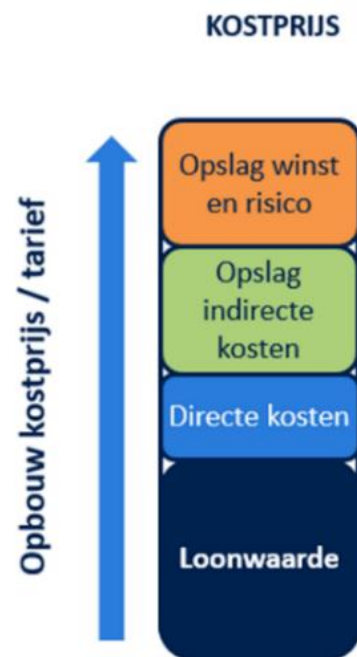 KOSTPRIJS
Opbouw kostprijs / tarief
Opslag winst
en risico
Opslag
indirecte
kosten
Directe kosten
Loonwaarde